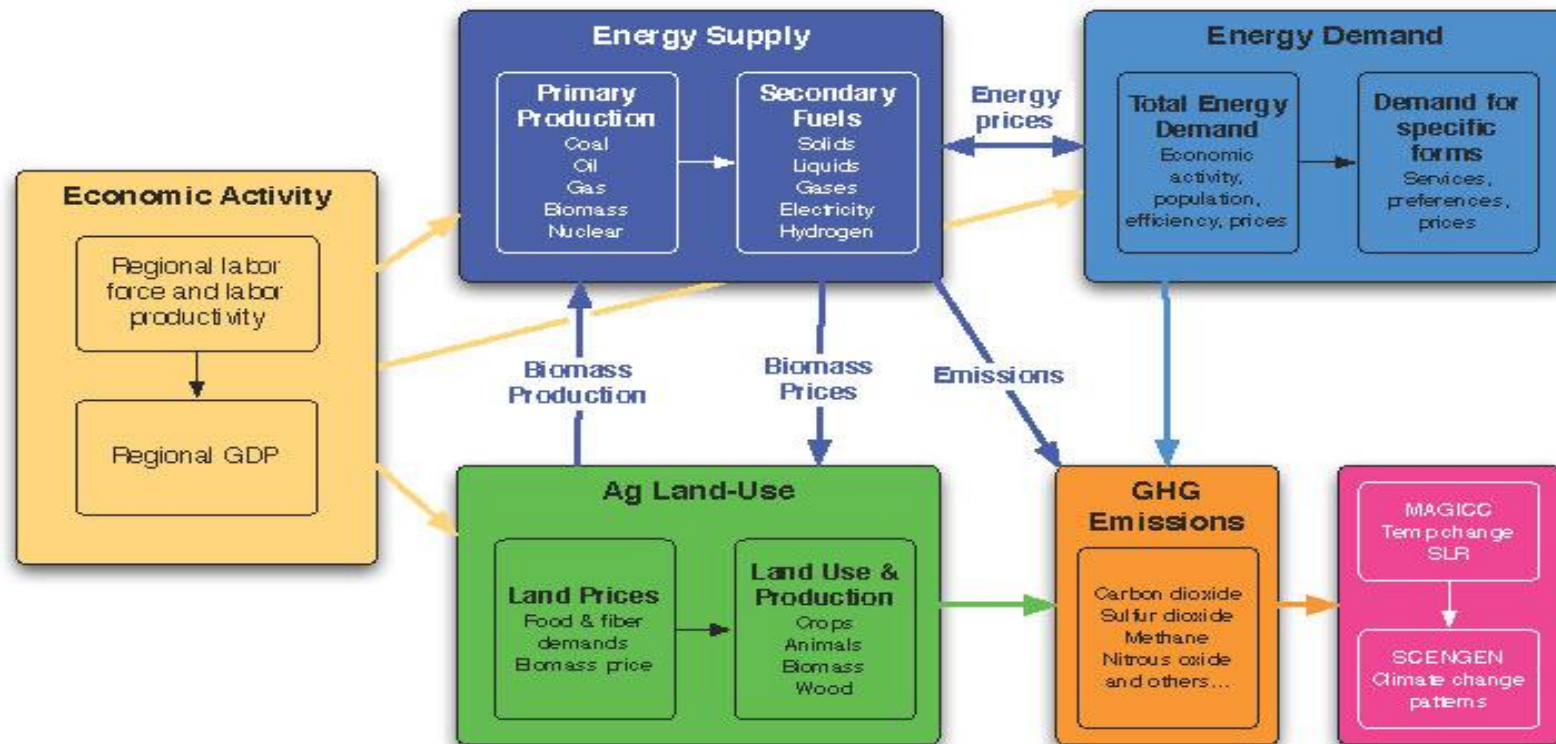 Economic Activity
Regional labor
force and labor
productivity
Regional GDP
Energy Supply
Primary
Production
Coal
Oil
Gas
Biomass
Nuclear
Secondary
Fuels
Solids
Liquids
Gases
Electricity
Hydrogen
Energy
prices
Energy Demand
Total Energy
Demand
Economic
activity,
population,
efficiency, prices
Demand for
specific
forms
Services,
preferences,
prices
Biomass
Production
Biomass
Prices
Emissions
Ag Land-Use
Land Prices
Food & fiber
demands
Biomass price
Land Use &
Production
Crops
Animals
Biomass
Wood
GHG
Emissions
Carbon dioxide
Sulfur dioxide
Methane
Nitrous oxide
and others...
MAGICC
Temp change
SLR
SCENGEN
Climate change
patterns